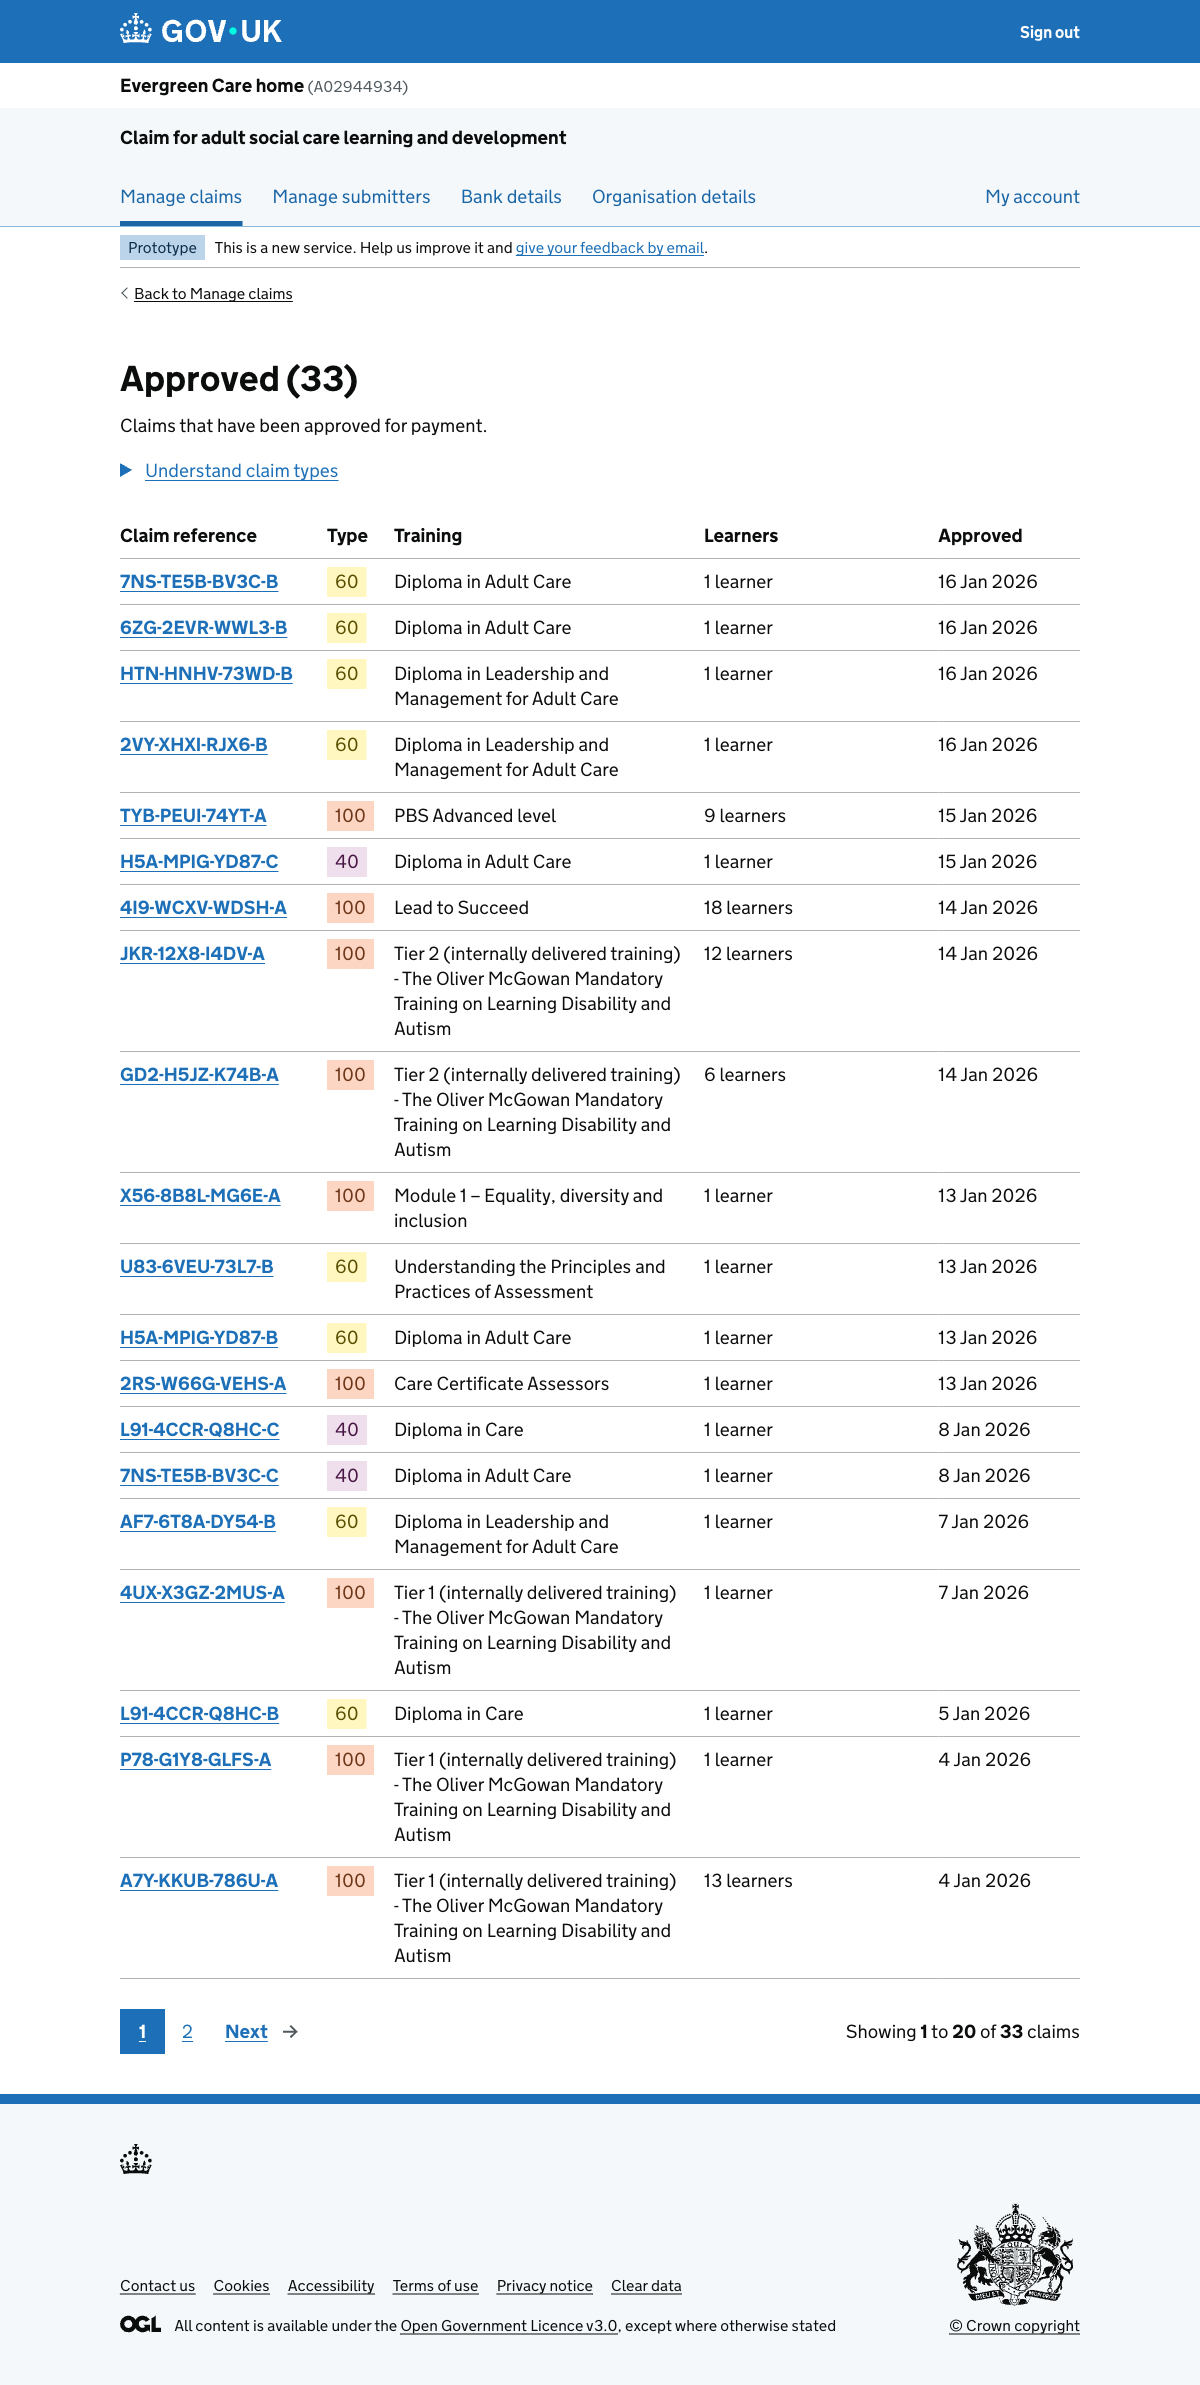 GOV·UK
Sign out
Evergreen Care home (A02944934)
Claim for adult social care learning and development
Manage claims Manage submitters Bank details Organisation details My account
Prototype This is a new service. Help us improve it and give your feedback by email.
Back to Manage claims
Approved (33)
Claims that have been approved for payment.
Understand claim types
Claim reference Type Training Learners Approved
7NS-TE5B-BV3C-B 60 Diploma in Adult Care 1 learner 16 Jan 2026
6ZG-2EVR-WWL3-B 60 Diploma in Adult Care 1 learner 16 Jan 2026
HTN-HNHV-73WD-B 60 Diploma in Leadership and 1 learner 16 Jan 2026
Management for Adult Care
2VY-XHXI-RJX6-B 60 Diploma in Leadership and 1 learner 16 Jan 2026
Management for Adult Care
TYB-PEUI-74YT-A 100 PBS Advanced level 9 learners 15 Jan 2026
H5A-MPIG-YD87-C 40 Diploma in Adult Care 1 learner 15 Jan 2026
4I9-WCXV-WDSH-A 100 Lead to Succeed 18 learners 14 Jan 2026
JKR-12X8-I4DV-A 100 Tier 2 (internally delivered training) 12 learners 14 Jan 2026
- The Oliver McGowan Mandatory
Training on Learning Disability and
Autism
GD2-H5JZ-K74B-A 100 Tier 2 (internally delivered training) 6 learners 14 Jan 2026
- The Oliver McGowan Mandatory
Training on Learning Disability and
Autism
X56-8B8L-MG6E-A 100 Module 1 – Equality, diversity and 1 learner 13 Jan 2026
inclusion
U83-6VEU-73L7-B 60 Understanding the Principles and 1 learner 13 Jan 2026
Practices of Assessment
H5A-MPIG-YD87-B 60 Diploma in Adult Care 1 learner 13 Jan 2026
2RS-W66G-VEHS-A 100 Care Certificate Assessors 1 learner 13 Jan 2026
L91-4CCR-Q8HC-C 40 Diploma in Care 1 learner 8 Jan 2026
7NS-TE5B-BV3C-C 40 Diploma in Adult Care 1 learner 8 Jan 2026
AF7-6T8A-DY54-B 60 Diploma in Leadership and 1 learner 7 Jan 2026
Management for Adult Care
4UX-X3GZ-2MUS-A 100 Tier 1 (internally delivered training) 1 learner 7 Jan 2026
- The Oliver McGowan Mandatory
Training on Learning Disability and
Autism
L91-4CCR-Q8HC-B 60 Diploma in Care 1 learner 5 Jan 2026
P78-G1Y8-GLFS-A 100 Tier 1 (internally delivered training) 1 learner 4 Jan 2026
- The Oliver McGowan Mandatory
Training on Learning Disability and
Autism
A7Y-KKUB-786U-A 100 Tier 1 (internally delivered training) 13 learners 4 Jan 2026
- The Oliver McGowan Mandatory
Training on Learning Disability and
Autism
1 2 Next Showing 1 to 20 of 33 claims
Contact us Cookies Accessibility Terms of use Privacy notice Clear data
OGL All content is available under the Open Government Licence v3.0, except where otherwise stated
© Crown copyright